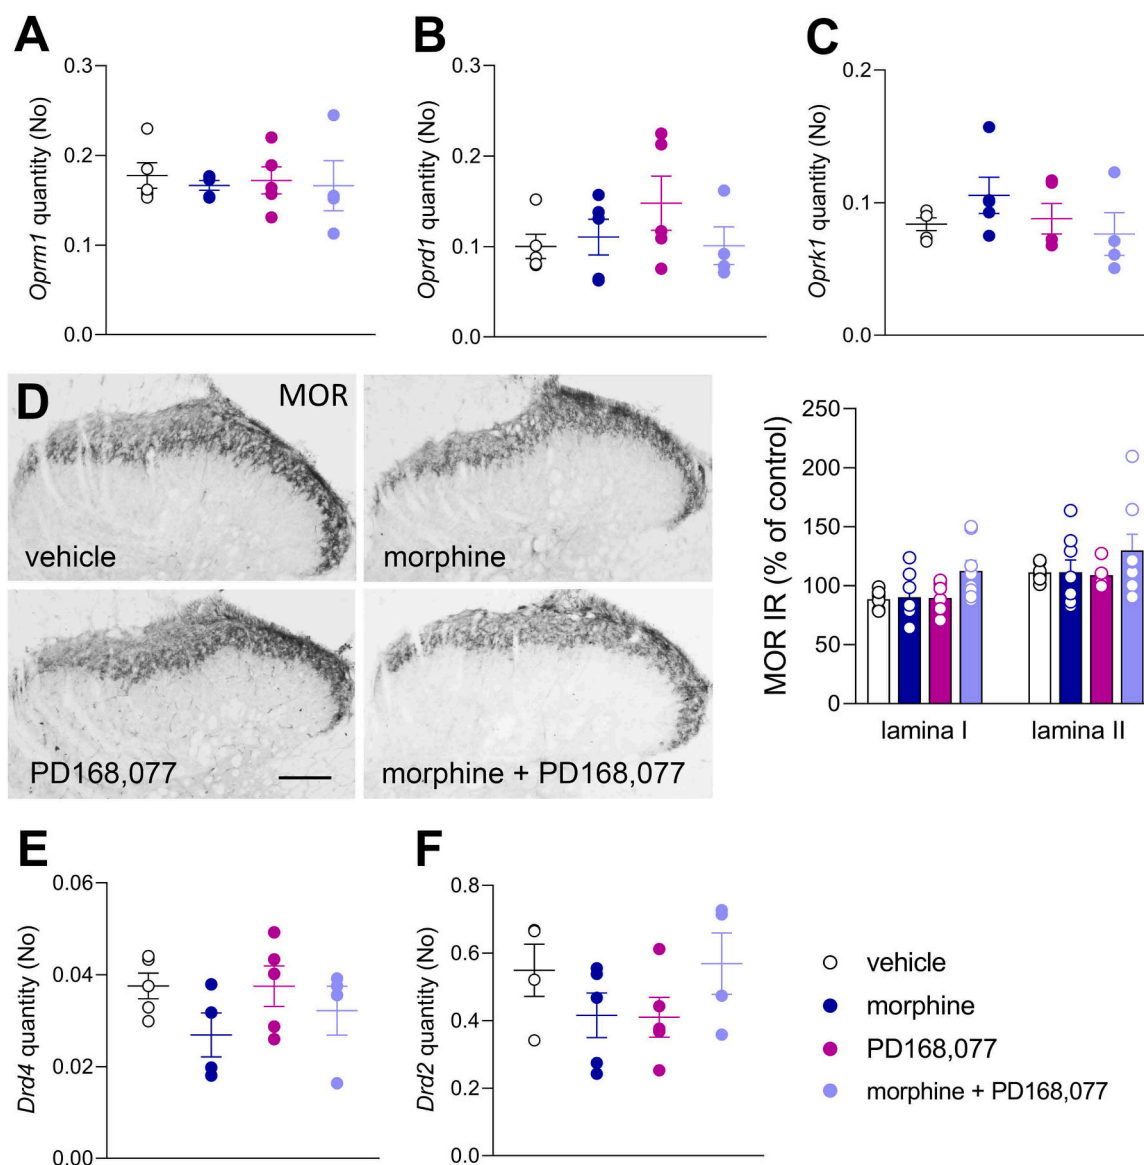 A
B
C
0.3
0.2
0.1
0.0
Oprm1 quantity (No)
0.3
0.2
0.1
0.0
Oprd1 quantity (No)
0.2
0.1
0.0
Oprk1 quantity (No)
D
MOR
vehicle
morphine
PD168,077
morphine + PD168,077
250
200
150
100
50
0
MOR IR (% of control)
lamina I
lamina II
E
F
0.06
0.04
0.02
0.00
Drd4 quantity (No)
0.8
0.6
0.4
0.2
0.0
Drd2 quantity (No)
vehicle
morphine
PD168,077
morphine + PD168,077